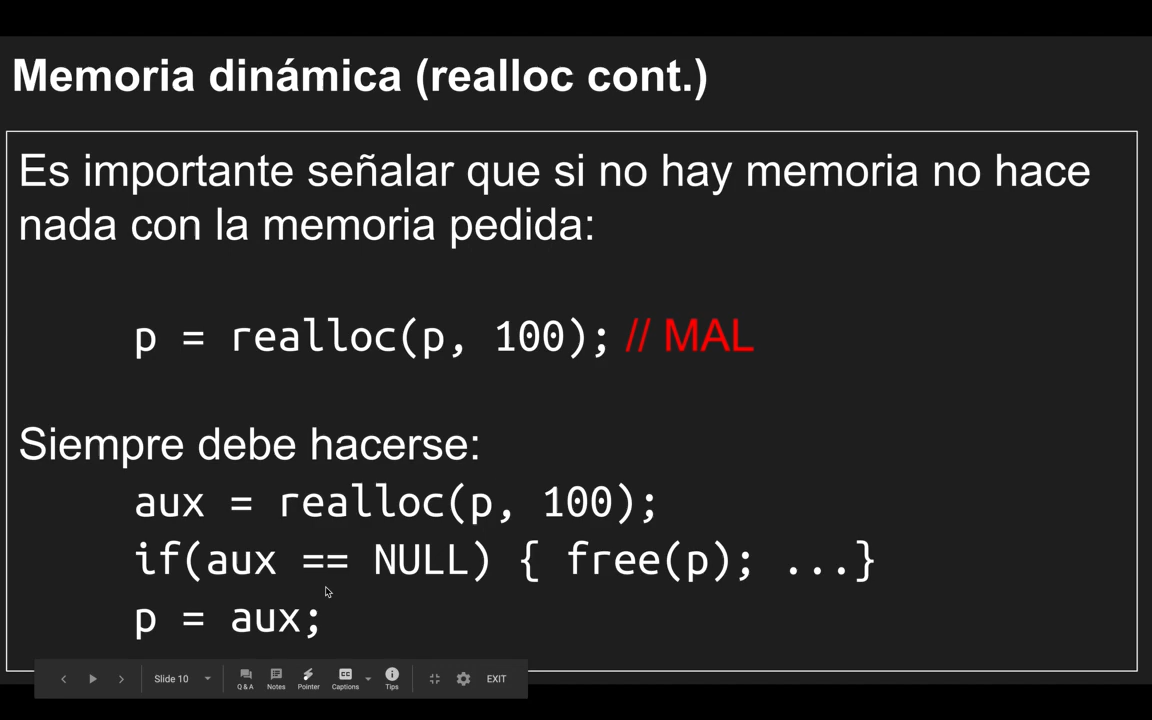 Memoria dinámica (realloc cont.)
Es importante señalar que si no hay memoria no hace
nada con la memoria pedida:
p = realloc(p, 100); // MAL
Siempre debe hacerse:
aux = realloc(p, 100);
if(aux == NULL) { free(p); ...}
p = aux;
Slide 10
Q & A
Notes
Pointer
Captions
Tips
EXIT